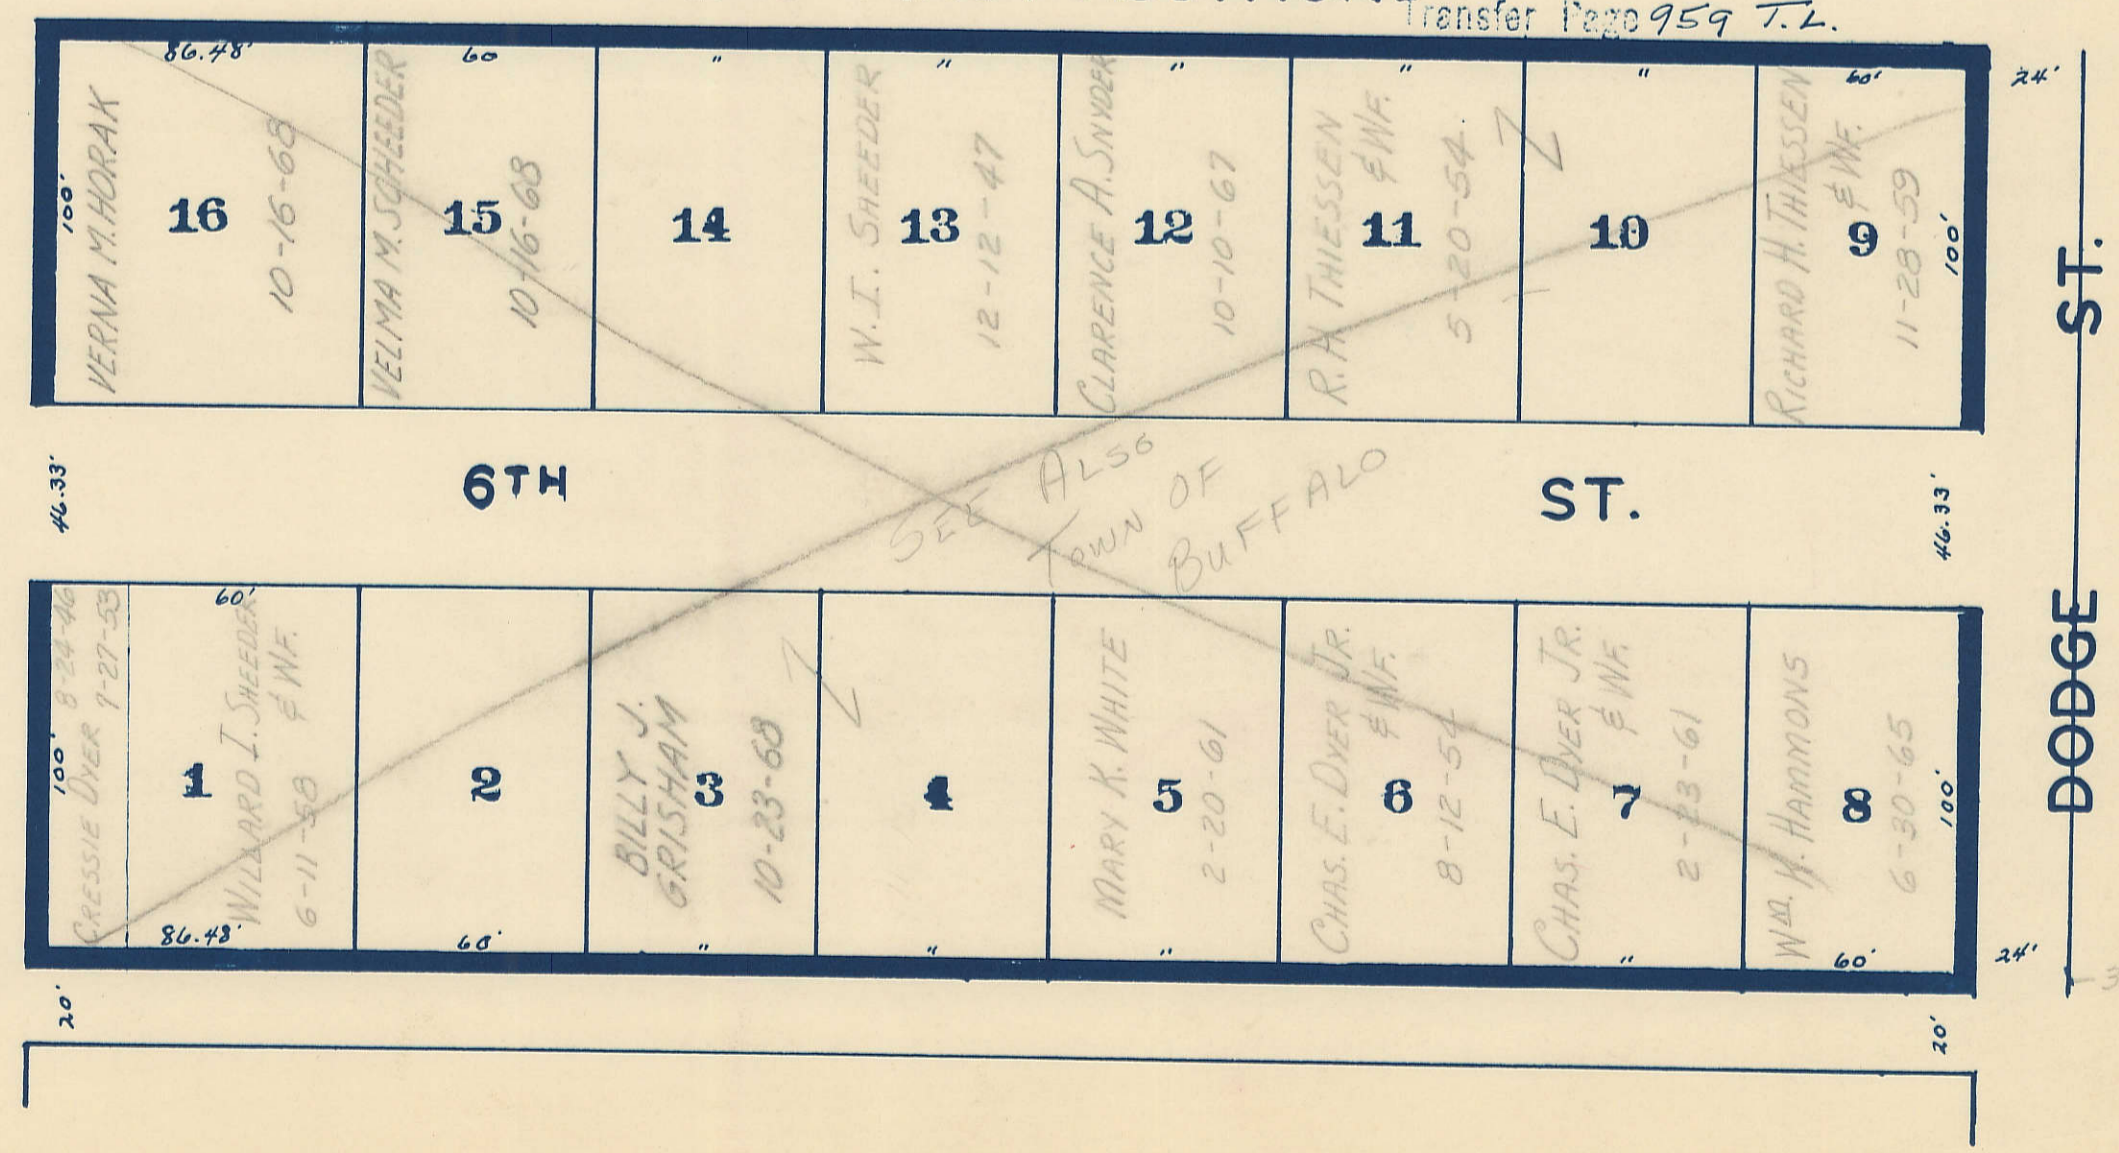 Transfer Page 959 T.L.
86.48' 60 " " " " " 60' 24'
100'
VERNA M. HORAK
16
10-16-68
VELMA M. SCHEEDER
15
10-16-68
14
W.I. SHEEDER
13
12-12-47
CLARENCE A. SNYDER
12
10-10-67
R.H. THIESSEN
& WF.
11
5-20-54
10
RICHARD H. THIESSEN
& WF.
9
11-28-59
100'
46.33'
6TH ST.
46.33'
SEE ALSO
TOWN OF
BUFFALO
DODGE ST.
60'
100'
CRESSIE DYER 8-24-46
9-27-53
1
WILLARD I. SHEEDER
& WF.
6-11-58
2
BILLY J.
GRISHAM
3
10-23-68
4
MARY K. WHITE
5
2-20-61
CHAS. E. DYER JR.
& WF.
6
8-12-54
CHAS. E. DYER JR.
& WF.
7
2-23-61
WM. H. HAMMONS
8
6-30-65
100'
86.48' 60' " " " " " 60' 24'
20' 20'